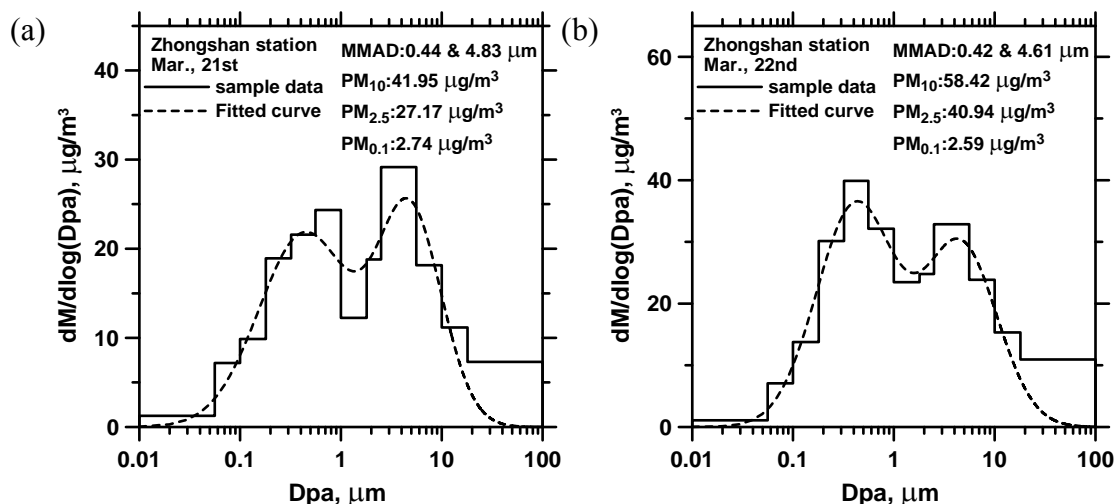 (a)
Zhongshan station
Mar., 21st
sample data
Fitted curve
MMAD:0.44 & 4.83 μm
PM10:41.95 μg/m3
PM2.5:27.17 μg/m3
PM0.1:2.74 μg/m3
dM/dlog(Dpa), μg/m3
40
30
20
10
0
0.01 0.1 1 10 100
Dpa, μm
(b)
Zhongshan station
Mar., 22nd
sample data
Fitted curve
MMAD:0.42 & 4.61 μm
PM10:58.42 μg/m3
PM2.5:40.94 μg/m3
PM0.1:2.59 μg/m3
dM/dlog(Dpa), μg/m3
60
40
20
0
0.01 0.1 1 10 100
Dpa, μm